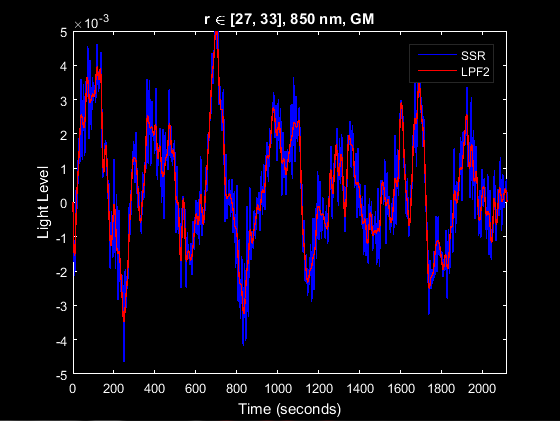 r ∈ [27, 33], 850 nm, GM
×10⁻³
5
4
3
2
1
0
-1
-2
-3
-4
-5
Light Level
SSR
LPF2
0 200 400 600 800 1000 1200 1400 1600 1800 2000
Time (seconds)